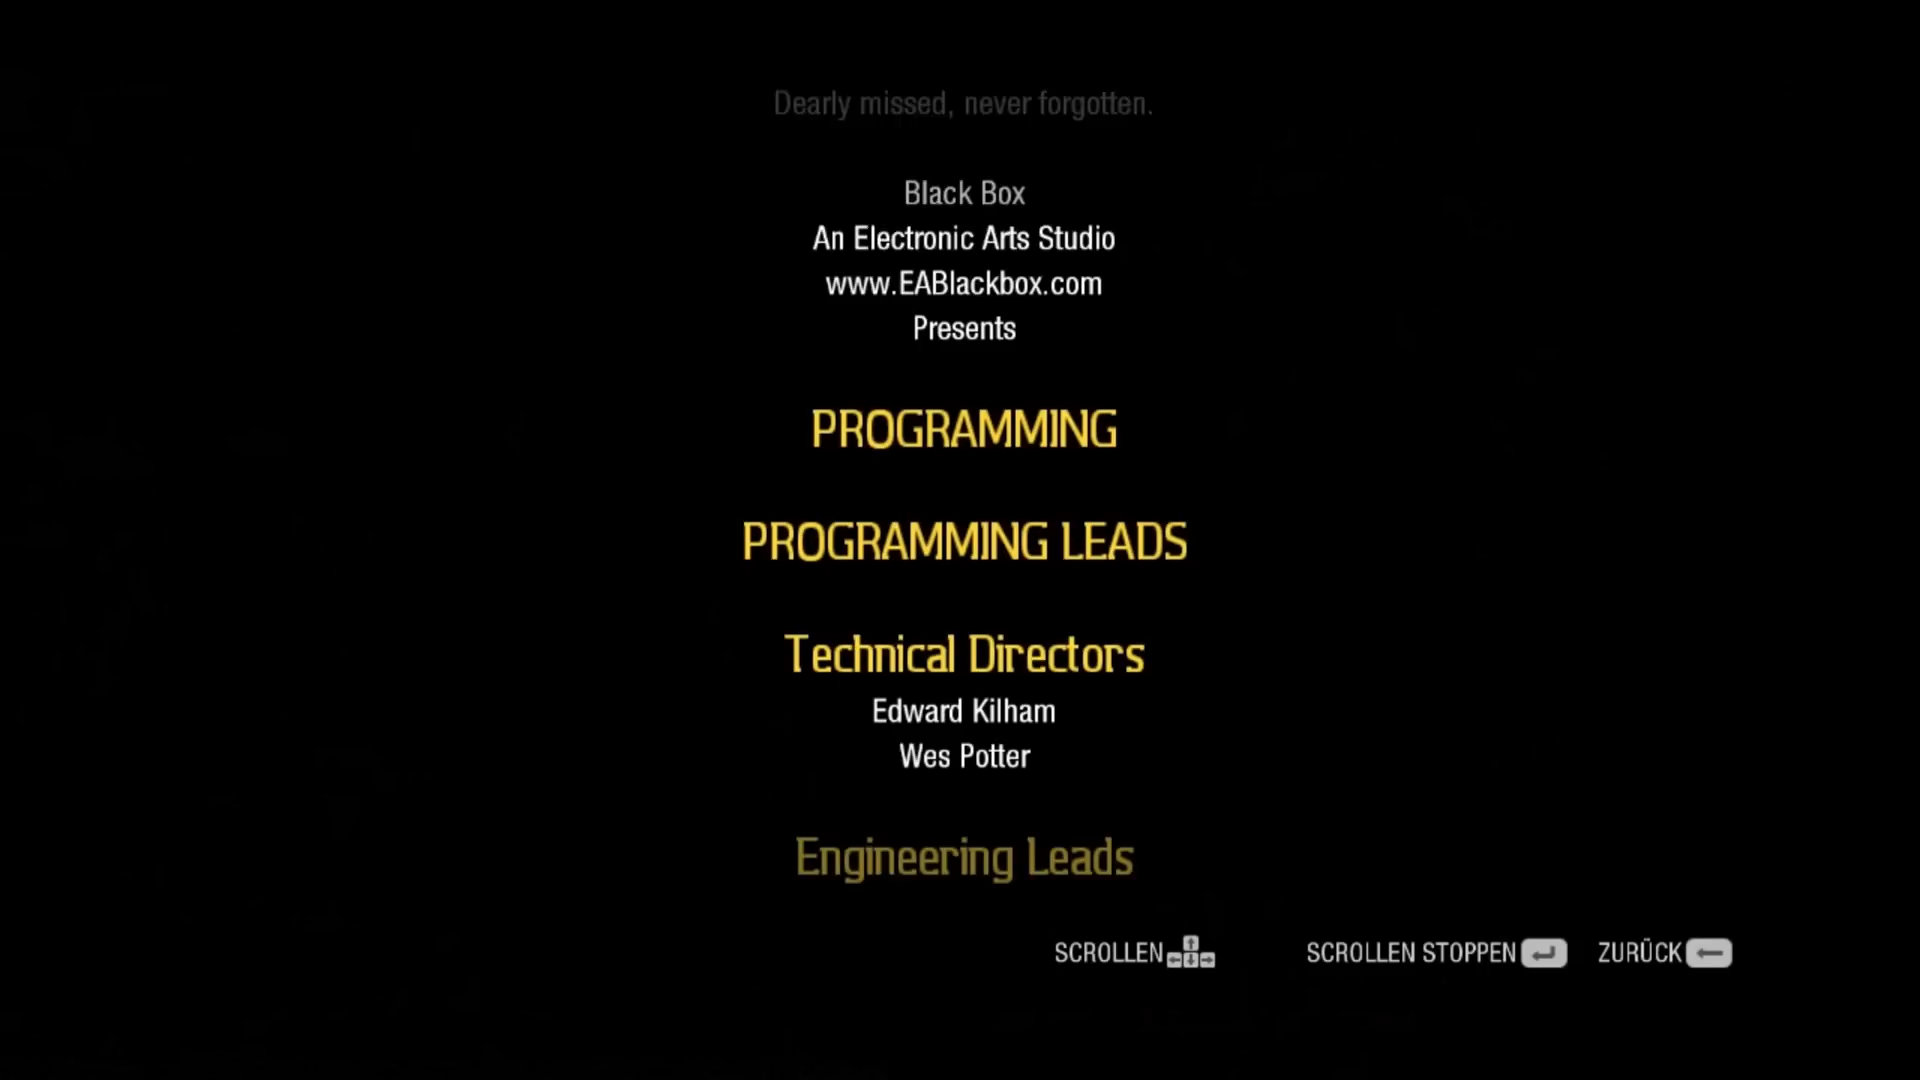 Dearly missed, never forgotten.
Black Box
An Electronic Arts Studio
www.EABlackbox.com
Presents
PROGRAMMING
PROGRAMMING LEADS
Technical Directors
Edward Kilham
Wes Potter
Engineering Leads
SCROLLEN SCROLLEN STOPPEN ZURÜCK